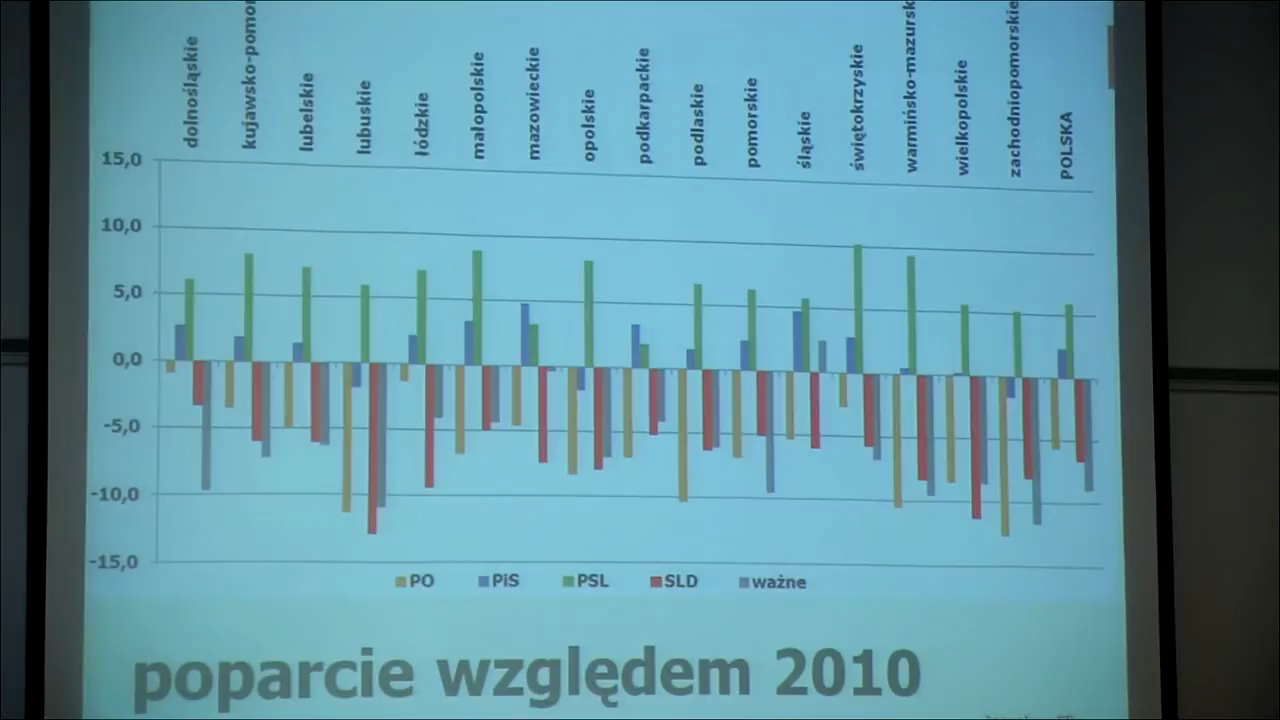 dolnośląskie
kujawsko-pomor
lubelskie
lubuskie
łódzkie
małopolskie
mazowieckie
opolskie
podkarpackie
podlaskie
pomorskie
śląskie
świętokrzyskie
warmińsko-mazursk
wielkopolskie
zachodniopomorskie
POLSKA
15,0
10,0
5,0
0,0
-5,0
-10,0
-15,0
PO PiS PSL SLD ważne
poparcie względem 2010